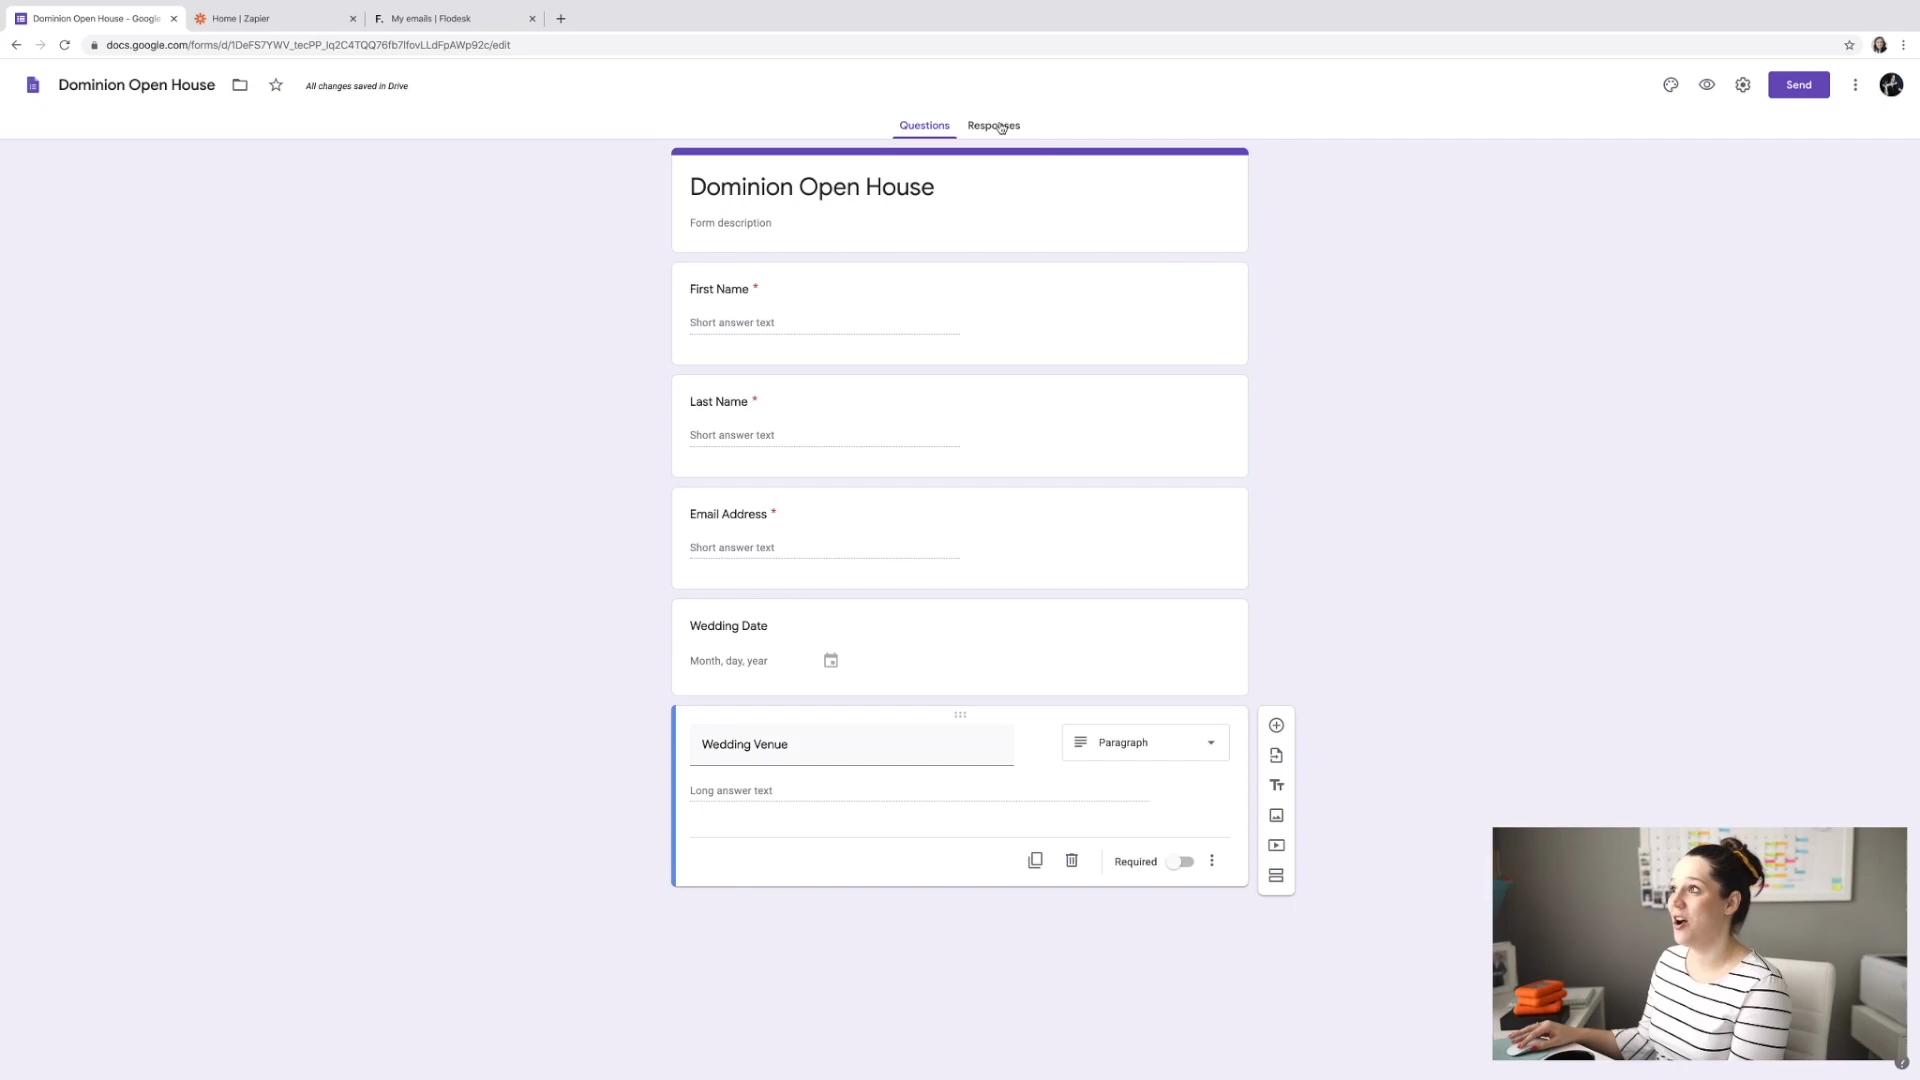 Dominion Open House - Google
Home | Zapier
F. My emails | Flodesk
docs.google.com/forms/d/1DeFS7YWV_tecPP_Iq2C4TQQ76fb7lfovLLdFpAWp92c/edit
Dominion Open House
All changes saved in Drive
Send
Questions
Responses
Dominion Open House
Form description
First Name *
Short answer text
Last Name *
Short answer text
Email Address *
Short answer text
Wedding Date
Month, day, year
Wedding Venue
Paragraph
Long answer text
Required